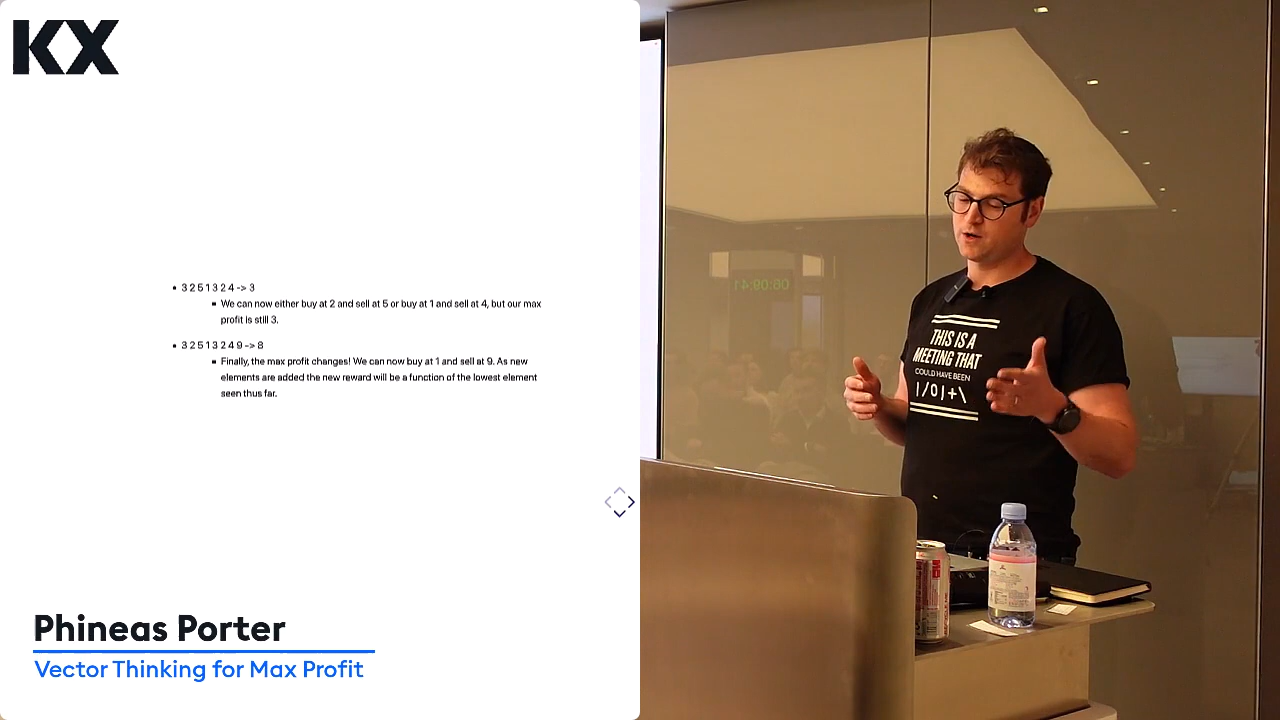 KX
3 2 5 1 3 2 4 -> 3
We can now either buy at 2 and sell at 5 or buy at 1 and sell at 4, but our max
profit is still 3.
3 2 5 1 3 2 4 9 -> 8
Finally, the max profit changes! We can now buy at 1 and sell at 9. As new
elements are added the new reward will be a function of the lowest element
seen thus far.
Phineas Porter
Vector Thinking for Max Profit
06:09:41
THIS IS A
MEETING THAT
COULD HAVE BEEN
|/\0|+/\